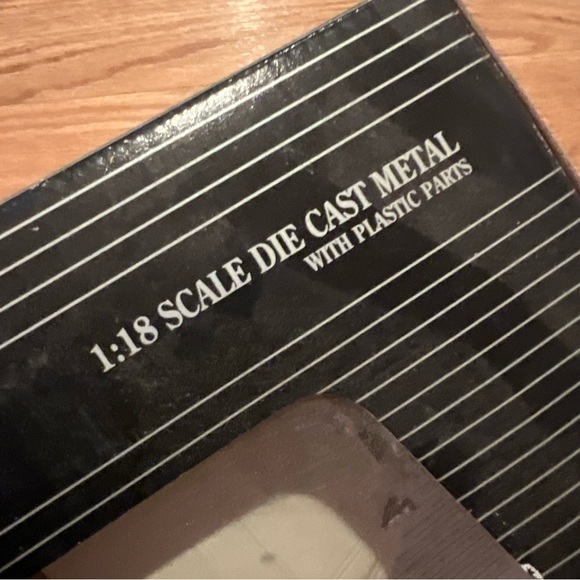 1:18 SCALE DIE CAST METAL
WITH PLASTIC PARTS